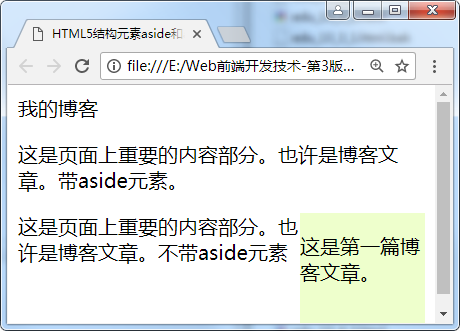 HTML5结构元素aside和
file:///E:/Web前端开发技术-第3版...
我的博客
这是页面上重要的内容部分。也许是博客文
章。带aside元素。
这是页面上重要的内容部分。也
许是博客文章。不带aside元素
这是第一篇博
客文章。